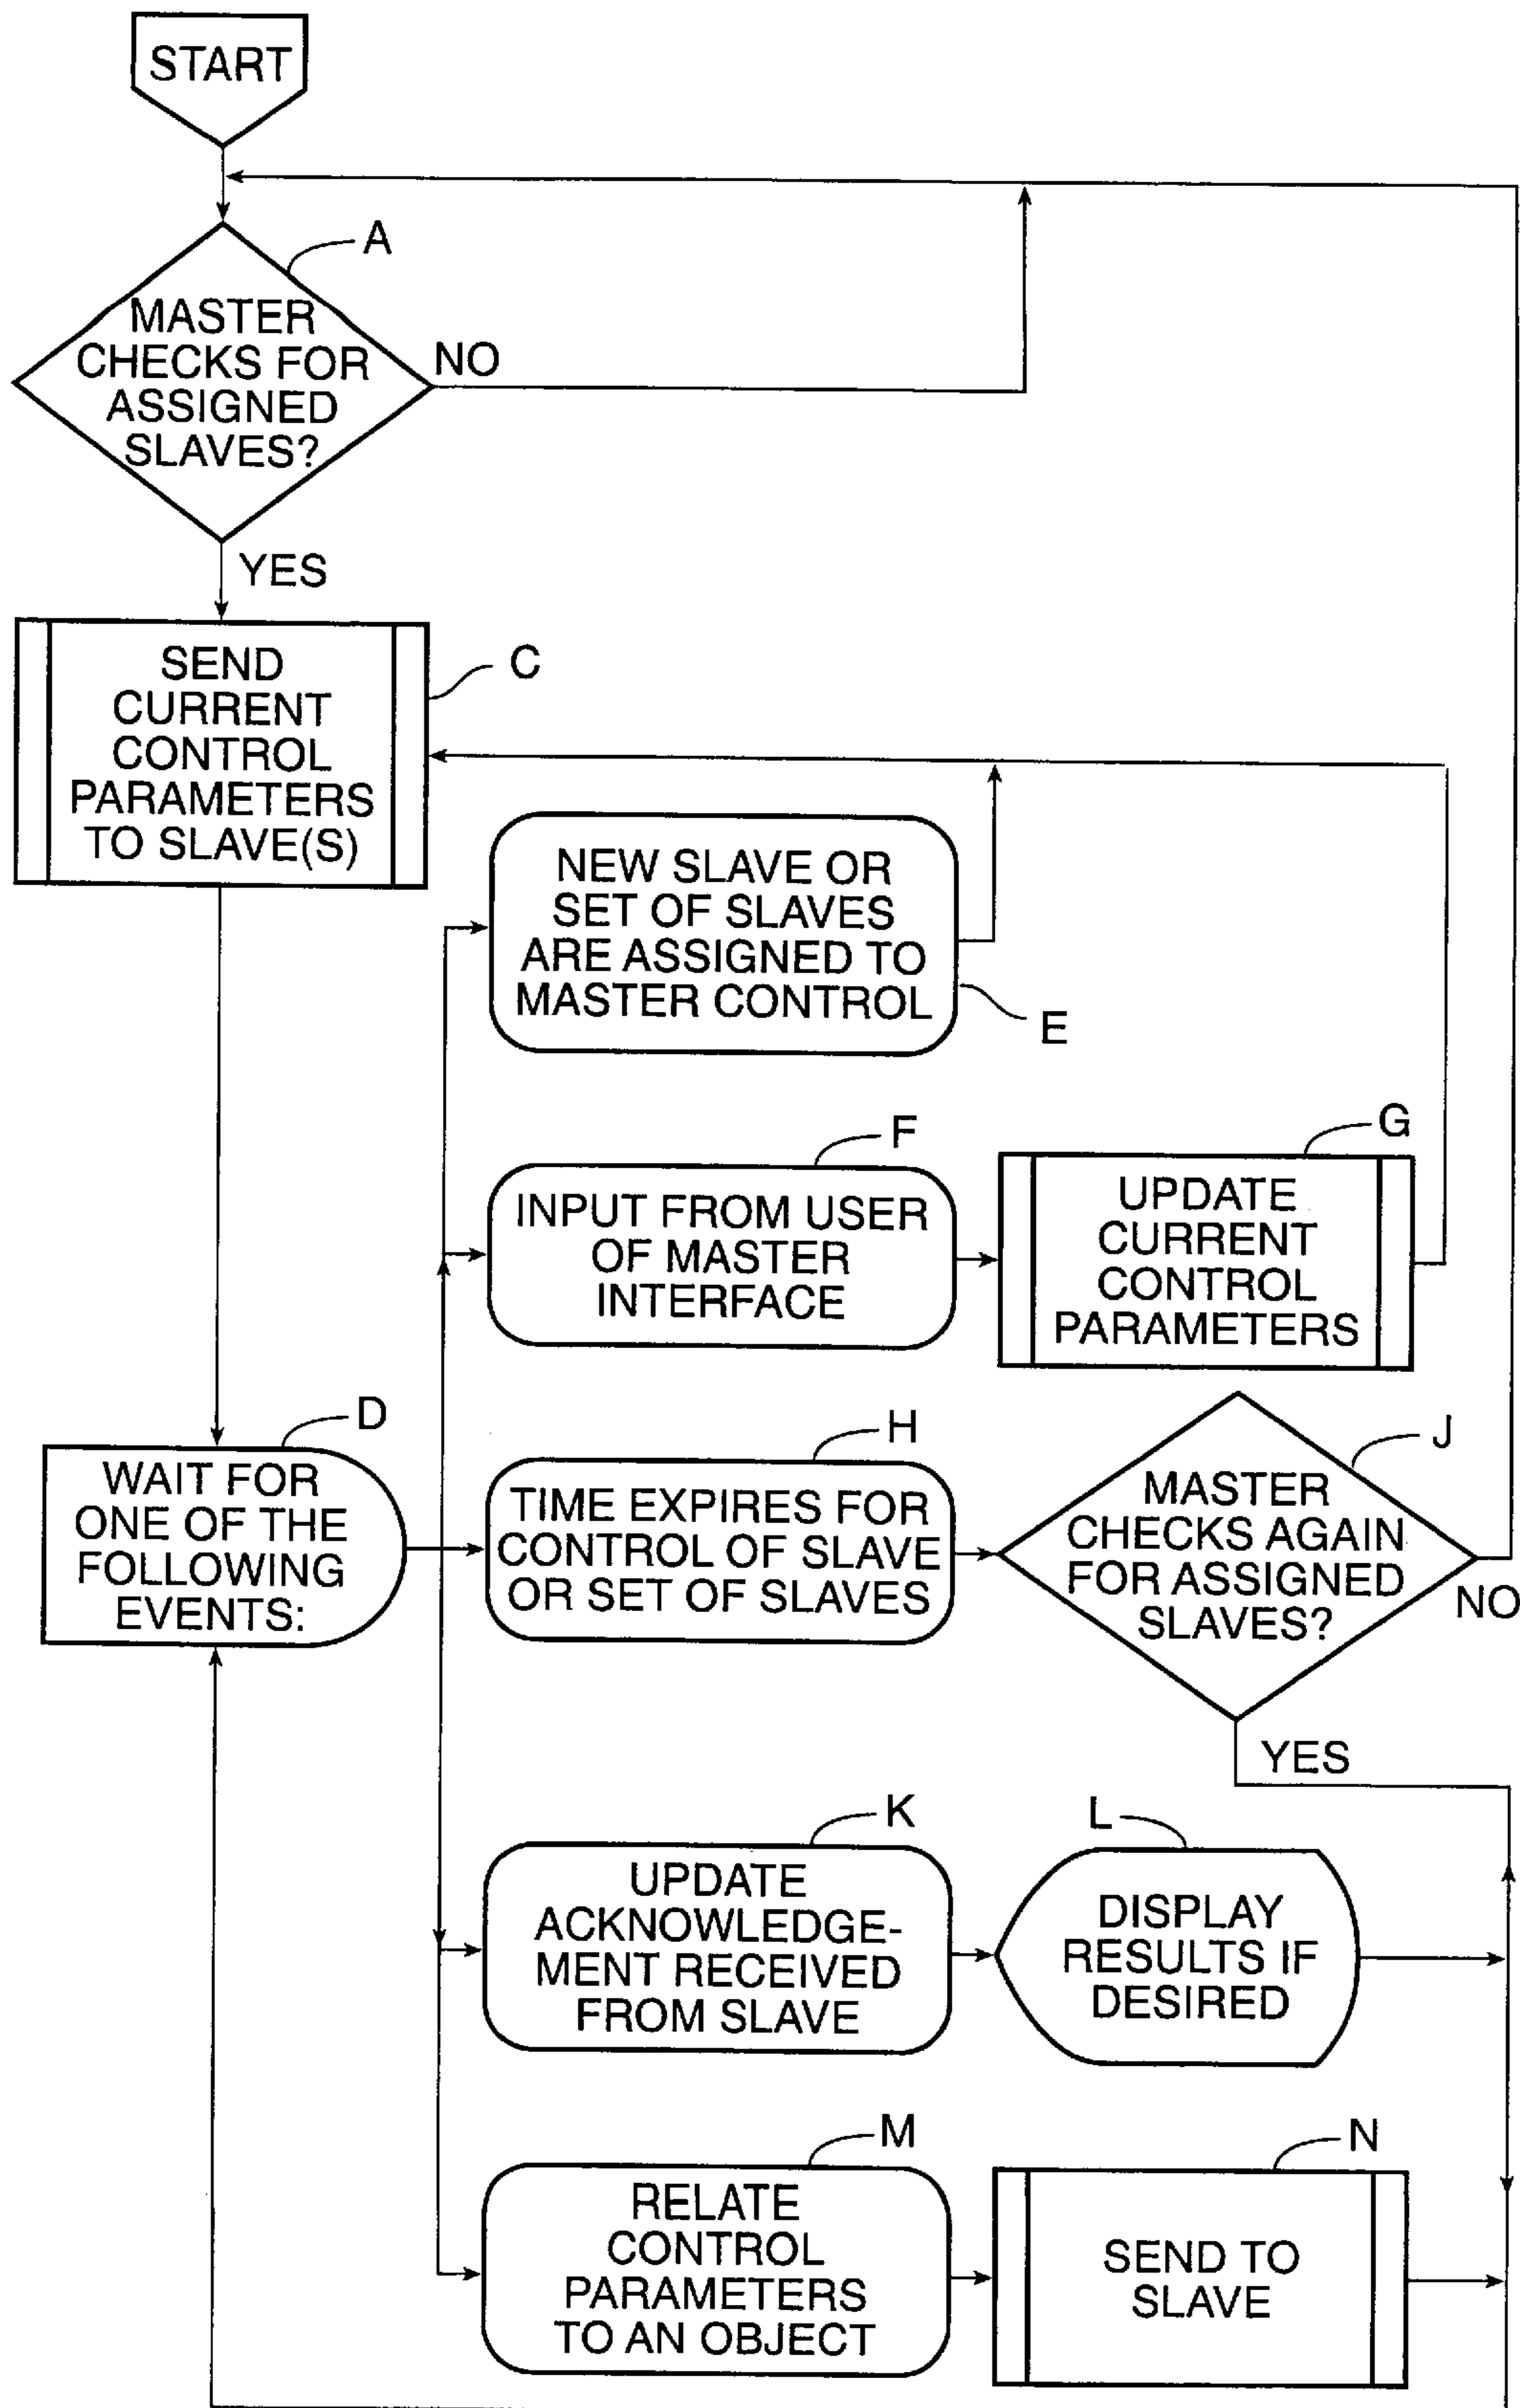 START
A
MASTER
CHECKS FOR
ASSIGNED
SLAVES?
NO
YES
SEND
CURRENT
CONTROL
PARAMETERS
TO SLAVE(S)
C
NEW SLAVE OR
SET OF SLAVES
ARE ASSIGNED TO
MASTER CONTROL
E
F
INPUT FROM USER
OF MASTER
INTERFACE
G
UPDATE
CURRENT
CONTROL
PARAMETERS
D
WAIT FOR
ONE OF THE
FOLLOWING
EVENTS:
H
TIME EXPIRES FOR
CONTROL OF SLAVE
OR SET OF SLAVES
J
MASTER
CHECKS AGAIN
FOR ASSIGNED
SLAVES?
NO
YES
K
UPDATE
ACKNOWLEDGE-
MENT RECEIVED
FROM SLAVE
L
DISPLAY
RESULTS IF
DESIRED
M
RELATE
CONTROL
PARAMETERS
TO AN OBJECT
N
SEND TO
SLAVE